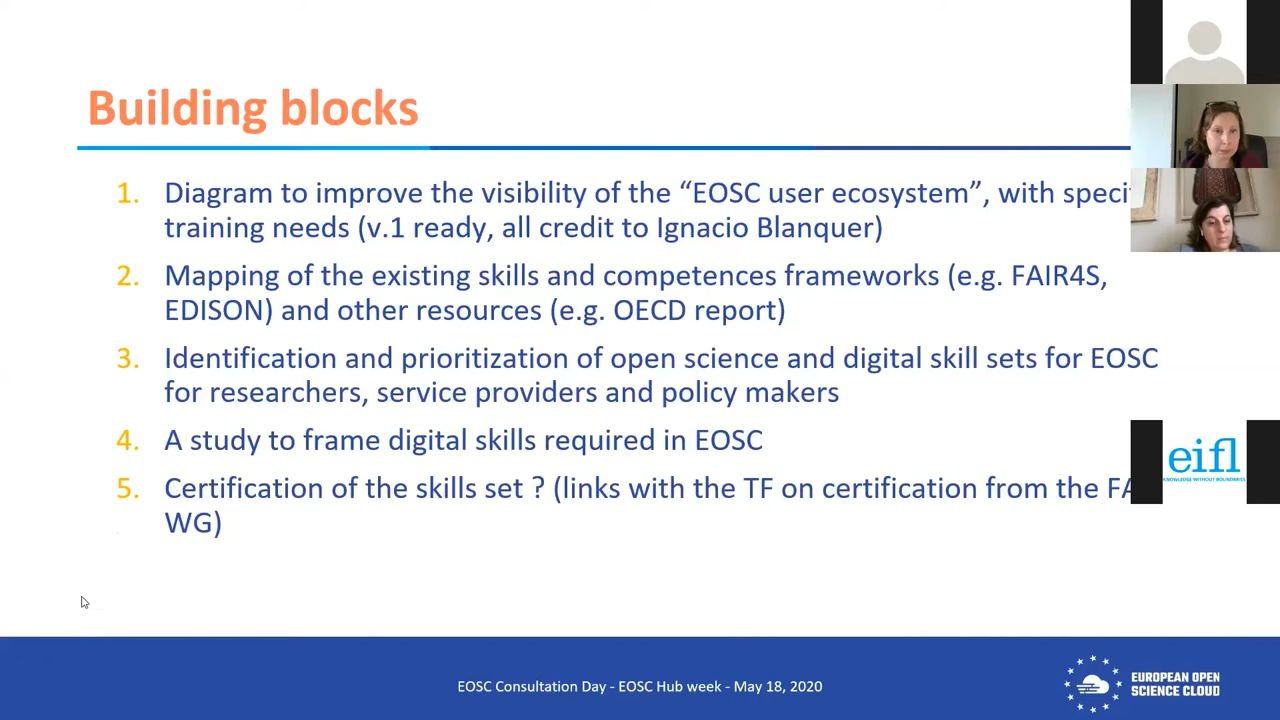 Building blocks
1. Diagram to improve the visibility of the “EOSC user ecosystem”, with
training needs (v.1 ready, all credit to Ignacio Blanquer)
2. Mapping of the existing skills and competences frameworks (e.g. FAIR4S,
EDISON) and other resources (e.g. OECD report)
3. Identification and prioritization of open science and digital skill sets for EOSC
for researchers, service providers and policy makers
4. A study to frame digital skills required in EOSC
5. Certification of the skills set ? (links with the TF on certification from the
WG)
eifl
KNOWLEDGE WITHOUT BOUNDARIES
EOSC Consultation Day - EOSC Hub week - May 18, 2020
EUROPEAN OPEN
SCIENCE CLOUD